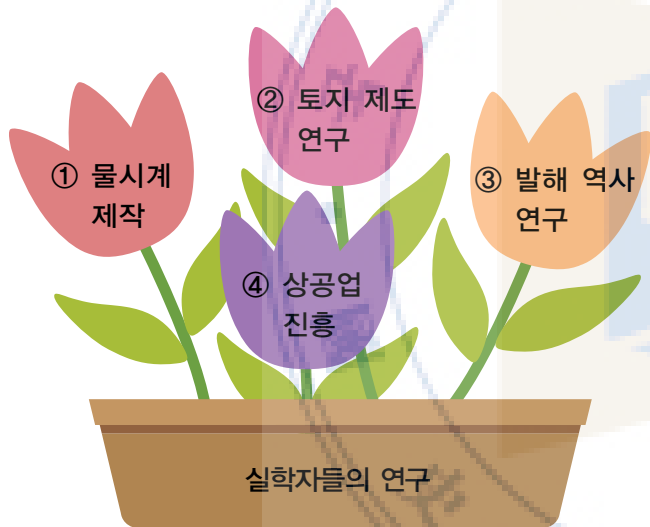 ① 물시계
제작
② 토지 제도
연구
③ 발해 역사
연구
④ 상공업
진흥
실학자들의 연구